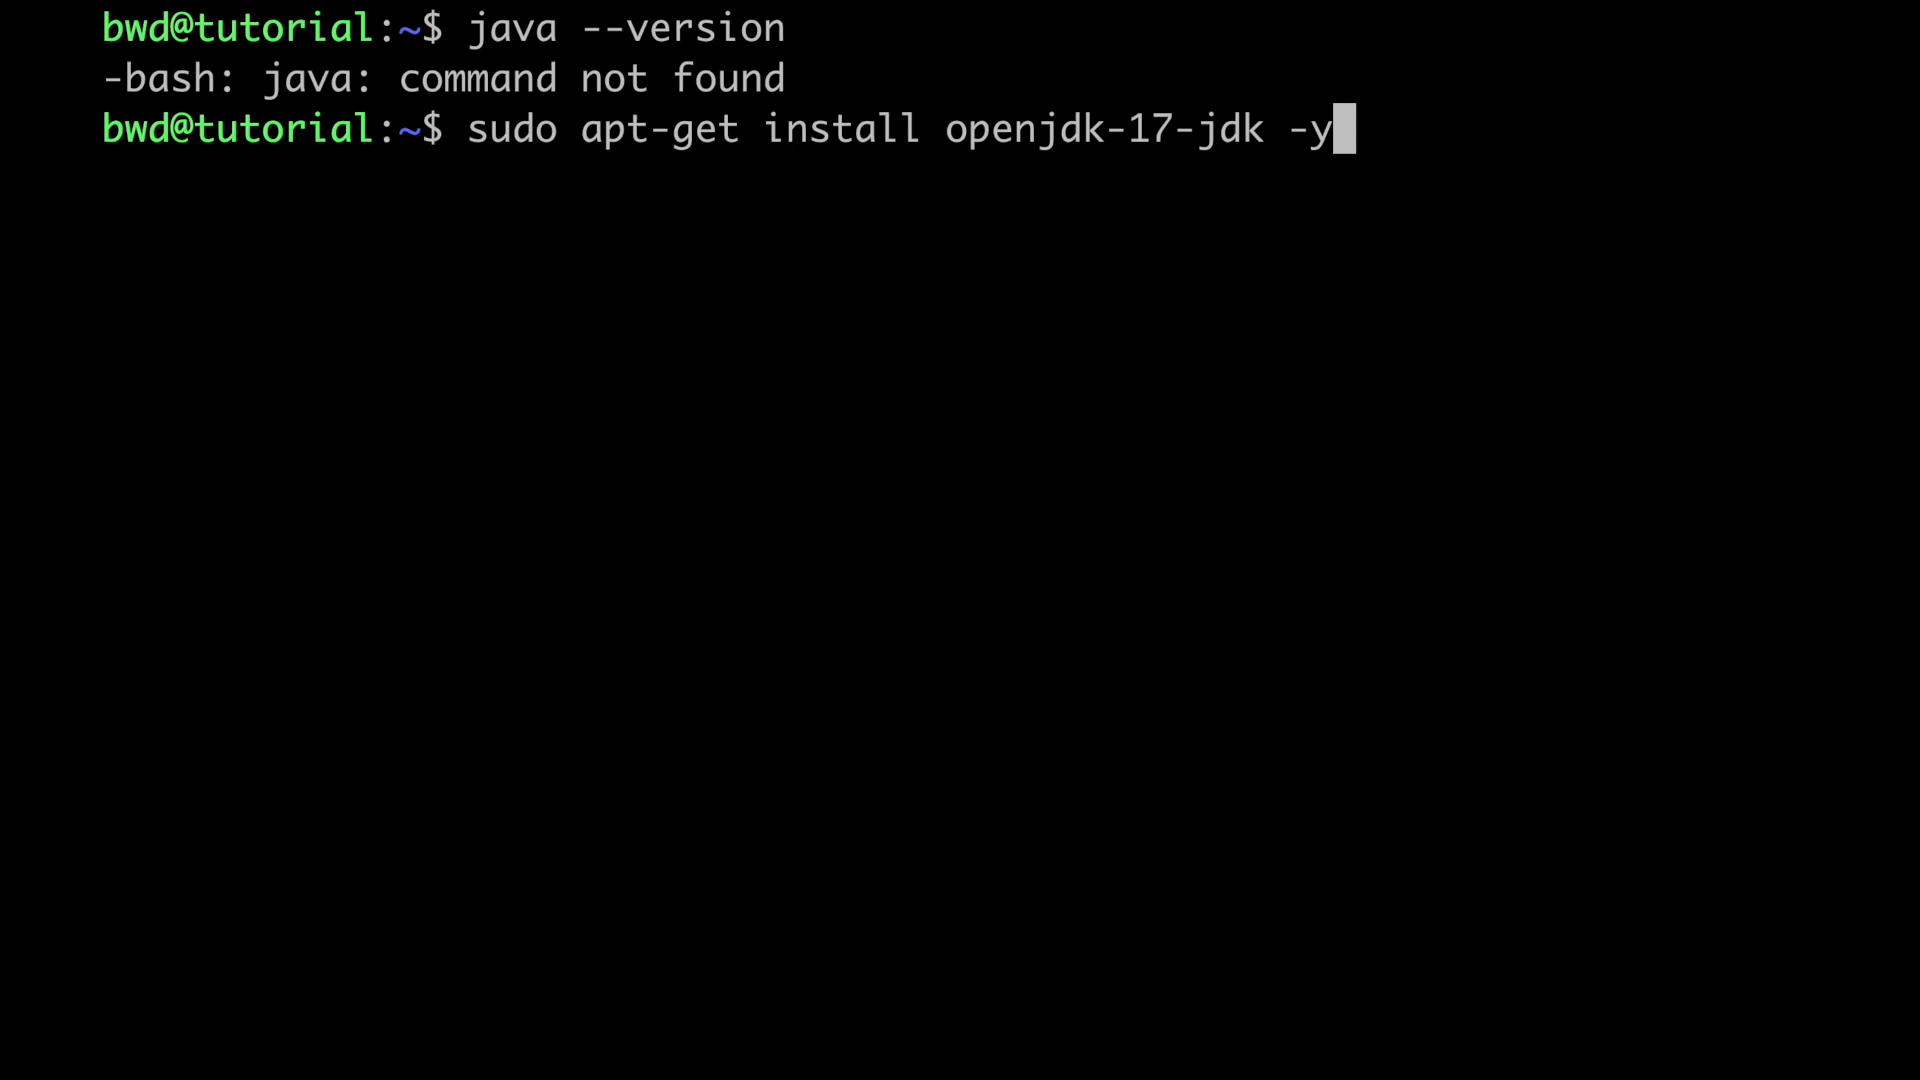 bwd@tutorial:~$ java --version
-bash: java: command not found
bwd@tutorial:~$ sudo apt-get install openjdk-17-jdk -y